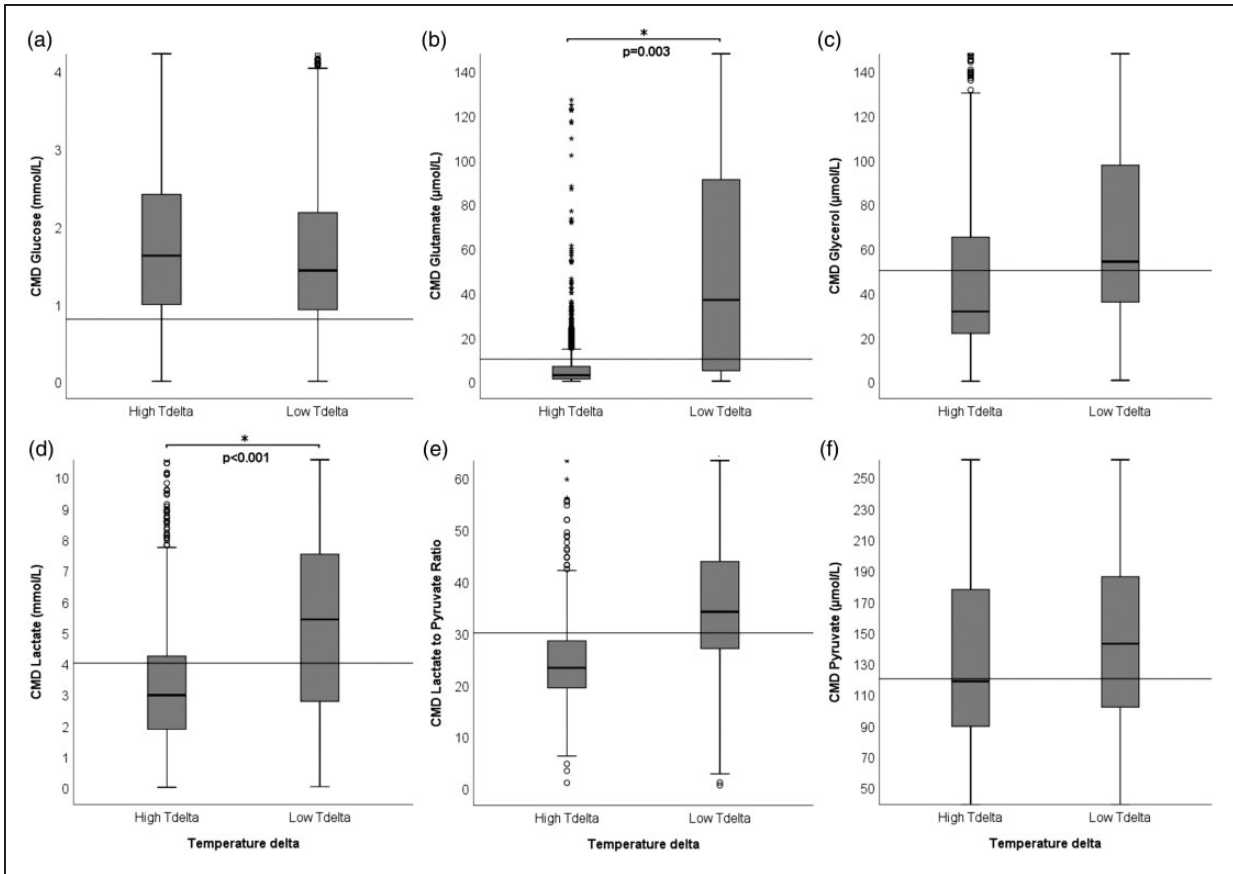 (a)
CMD Glucose (mmol/L)
4
3
2
1
0
High Tdelta
Low Tdelta
(b)
*
p=0.003
CMD Glutamate (μmol/L)
140
120
100
80
60
40
20
0
High Tdelta
Low Tdelta
(c)
CMD Glycerol (μmol/L)
140
120
100
80
60
40
20
0
High Tdelta
Low Tdelta
(d)
*
p<0.001
CMD Lactate (mmol/L)
10
9
8
7
6
5
4
3
2
1
0
High Tdelta
Low Tdelta
Temperature delta
(e)
CMD Lactate to Pyruvate Ratio
60
50
40
30
20
10
0
High Tdelta
Low Tdelta
Temperature delta
(f)
CMD Pyruvate (μmol/L)
250
230
210
190
170
150
130
110
90
70
50
High Tdelta
Low Tdelta
Temperature delta